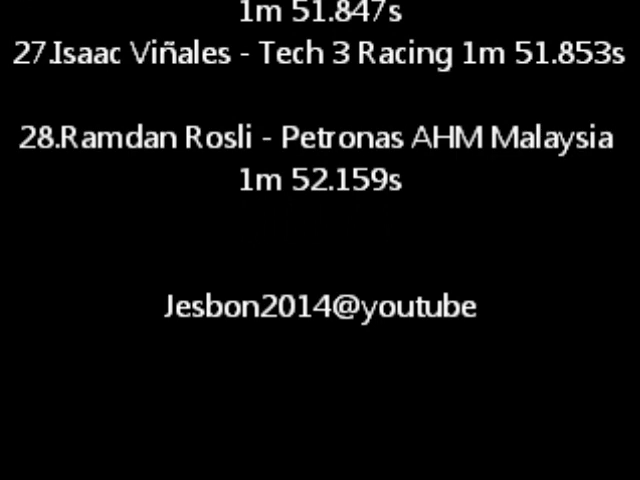 1m 51.847s
27.Isaac Viñales - Tech 3 Racing 1m 51.853s
28.Ramdan Rosli - Petronas AHM Malaysia
1m 52.159s
Jesbon2014@youtube